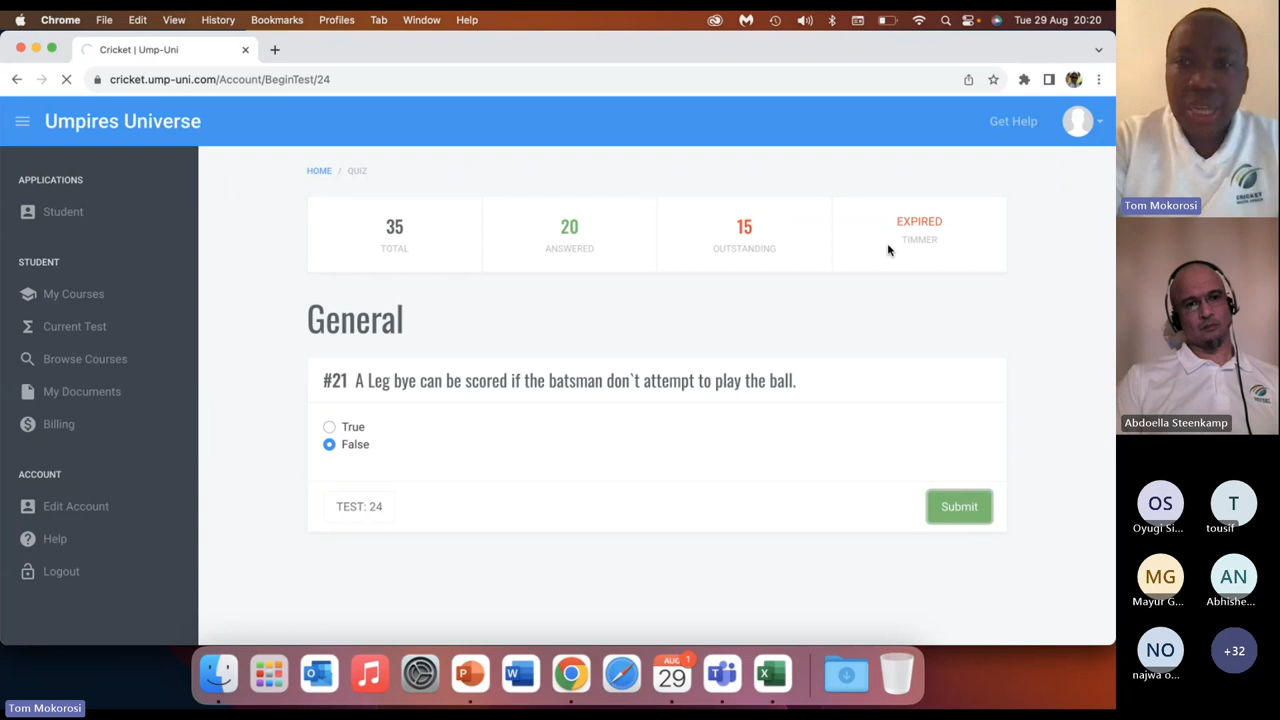 Chrome File Edit View History Bookmarks Profiles Tab Window Help Tue 29 Aug 20:20
Cricket | Ump-Uni
cricket.ump-uni.com/Account/BeginTest/24
Umpires Universe
Get Help
APPLICATIONS
Student
STUDENT
My Courses
Current Test
Browse Courses
My Documents
Billing
ACCOUNT
Edit Account
Help
Logout
HOME / QUIZ
35
TOTAL
20
ANSWERED
15
OUTSTANDING
EXPIRED
TIMMER
General
#21 A Leg bye can be scored if the batsman don`t attempt to play the ball.
True
False
TEST: 24
Submit
AUG 1
29
Tom Mokorosi
CRICKET
Tom Mokorosi
Abdoella Steenkamp
OS
Oyugi Si...
T
tousif
MG
Mayur G...
AN
Abhishe...
NO
najwa o...
+32